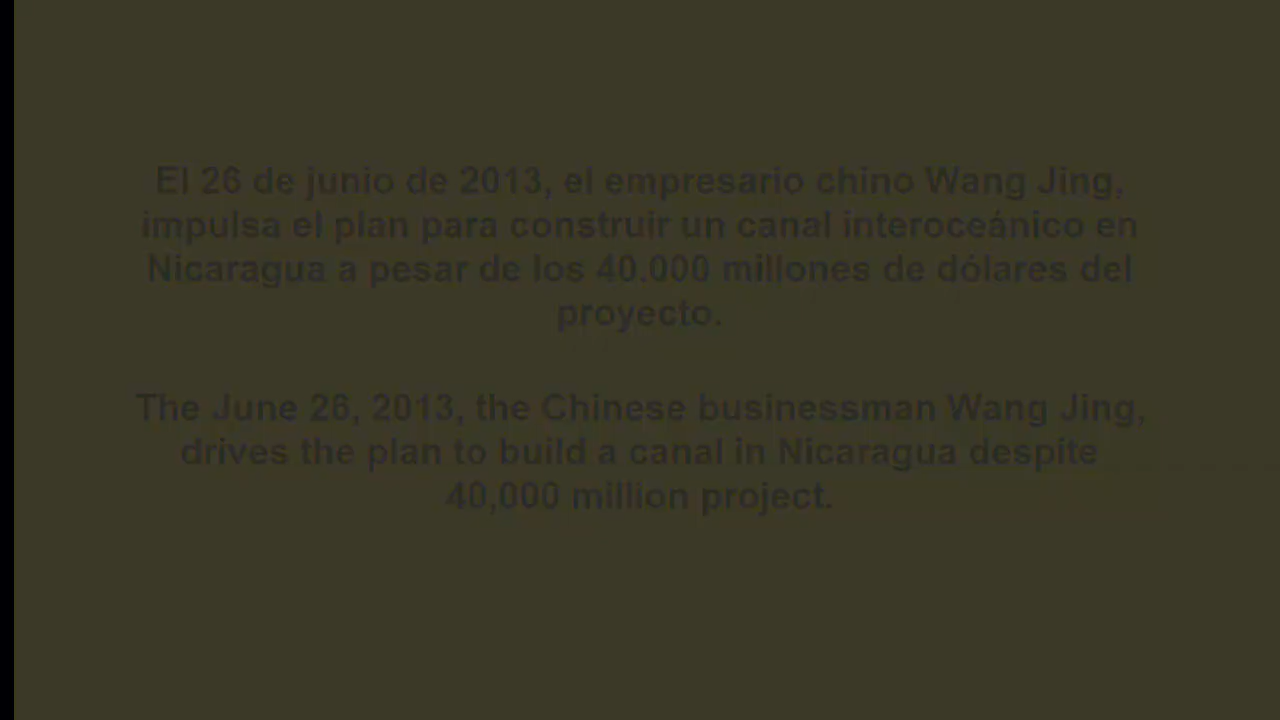 El 26 de junio de 2013, el empresario chino Wang Jing,
impulsa el plan para construir un canal interoceánico en
Nicaragua a pesar de los 40.000 millones de dólares del
proyecto.
The June 26, 2013, the Chinese businessman Wang Jing,
drives the plan to build a canal in Nicaragua despite
40,000 million project.